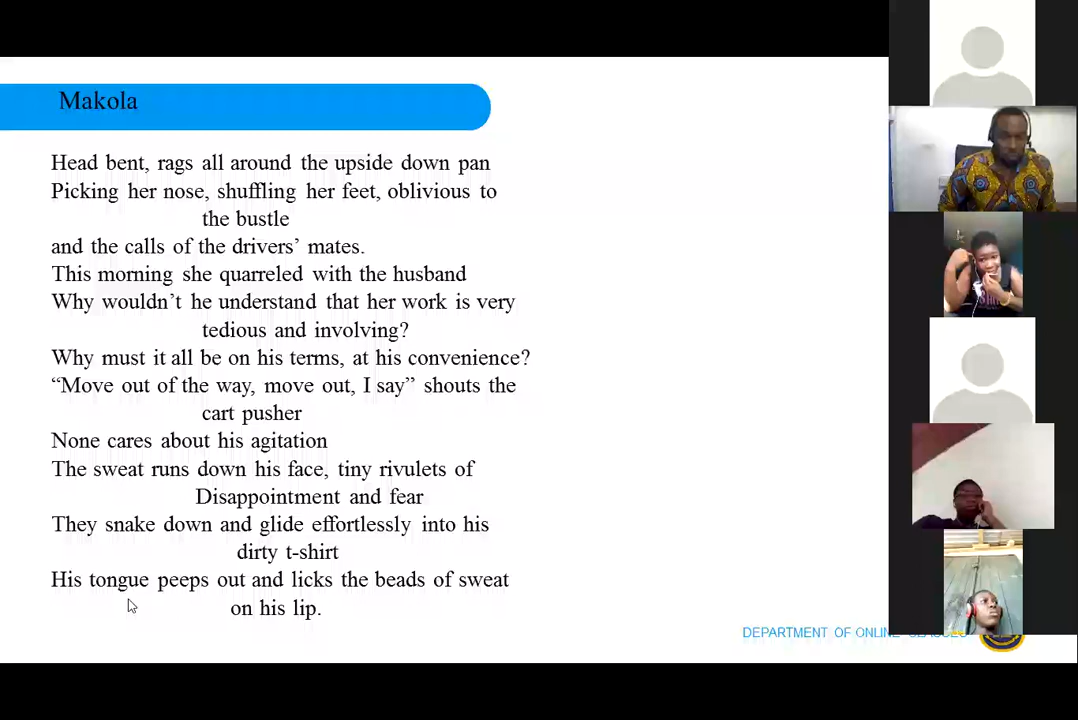 Makola
Head bent, rags all around the upside down pan
Picking her nose, shuffling her feet, oblivious to
the bustle
and the calls of the drivers’ mates.
This morning she quarreled with the husband
Why wouldn’t he understand that her work is very
tedious and involving?
Why must it all be on his terms, at his convenience?
“Move out of the way, move out, I say” shouts the
cart pusher
None cares about his agitation
The sweat runs down his face, tiny rivulets of
Disappointment and fear
They snake down and glide effortlessly into his
dirty t-shirt
His tongue peeps out and licks the beads of sweat
on his lip.
DEPARTMENT OF ONLINE CLASSES